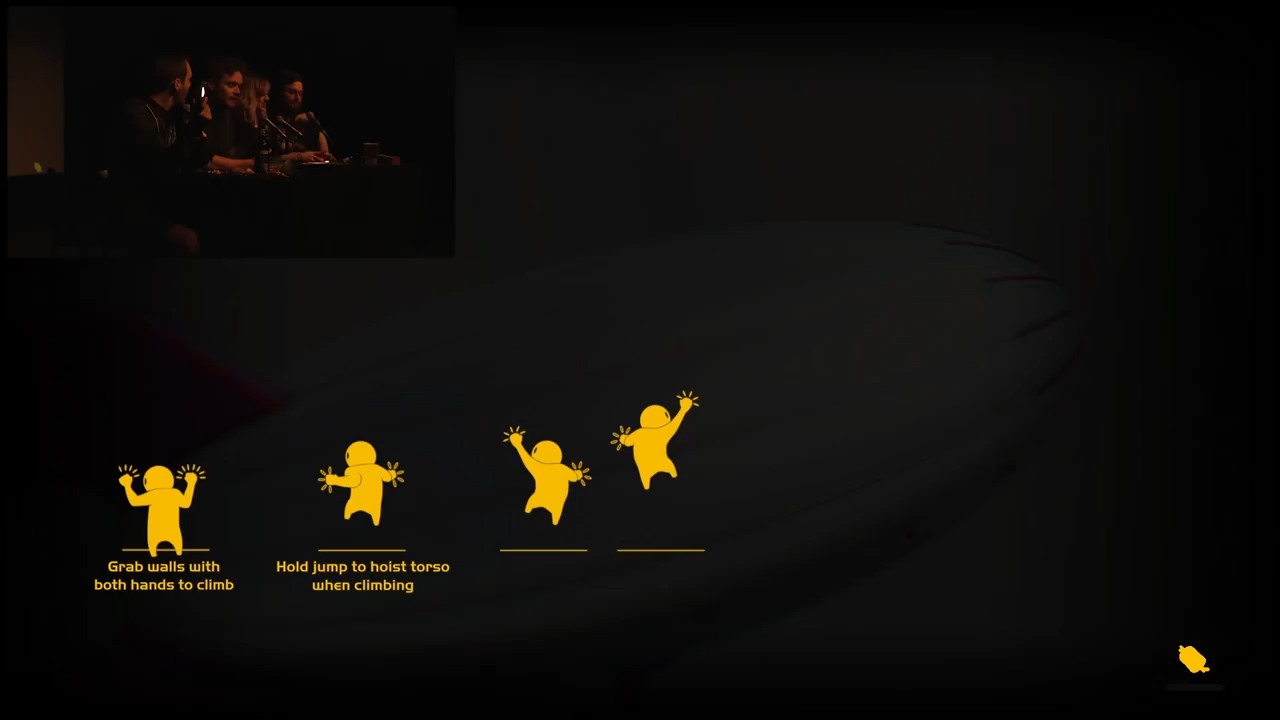 Grab walls with
both hands to climb
Hold jump to hoist torso
when climbing